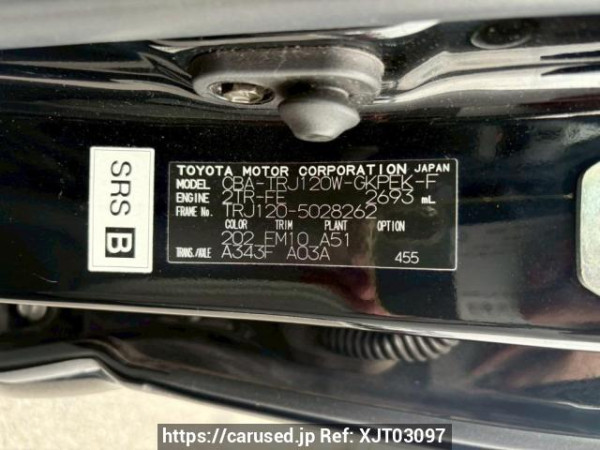 SRS B
TOYOTA MOTOR CORPORATION JAPAN
MODEL CBA-TRJ120W-GKPEK-F
ENGINE 2TR-FE 2693 mL
FRAME No. TRJ120-5028262
COLOR TRIM PLANT OPTION
202 FM10 A51
TRANS./AXLE A343F A03A 455
https://carused.jp Ref: XJT03097